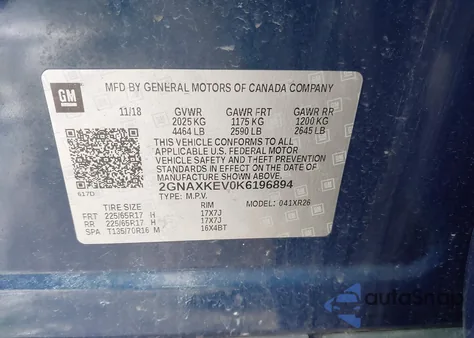 GM
MFD BY GENERAL MOTORS OF CANADA COMPANY
11/18 GVWR GAWR FRT GAWR RR
2025 KG 1175 KG 1200 KG
4464 LB 2590 LB 2645 LB
THIS VEHICLE CONFORMS TO ALL
APPLICABLE U.S. FEDERAL MOTOR
VEHICLE SAFETY AND THEFT PREVENTION
STANDARDS IN EFFECT ON THE DATE OF
MANUFACTURE SHOWN ABOVE.
617D 2GNAXKEV0K6196894
TYPE: M.P.V. MODEL: 041XR26
TIRE SIZE RIM
FRT 225/65R17 H 17X7J
RR 225/65R17 H 17X7J
SPA T135/70R16 M 16X4BT
autoSnap